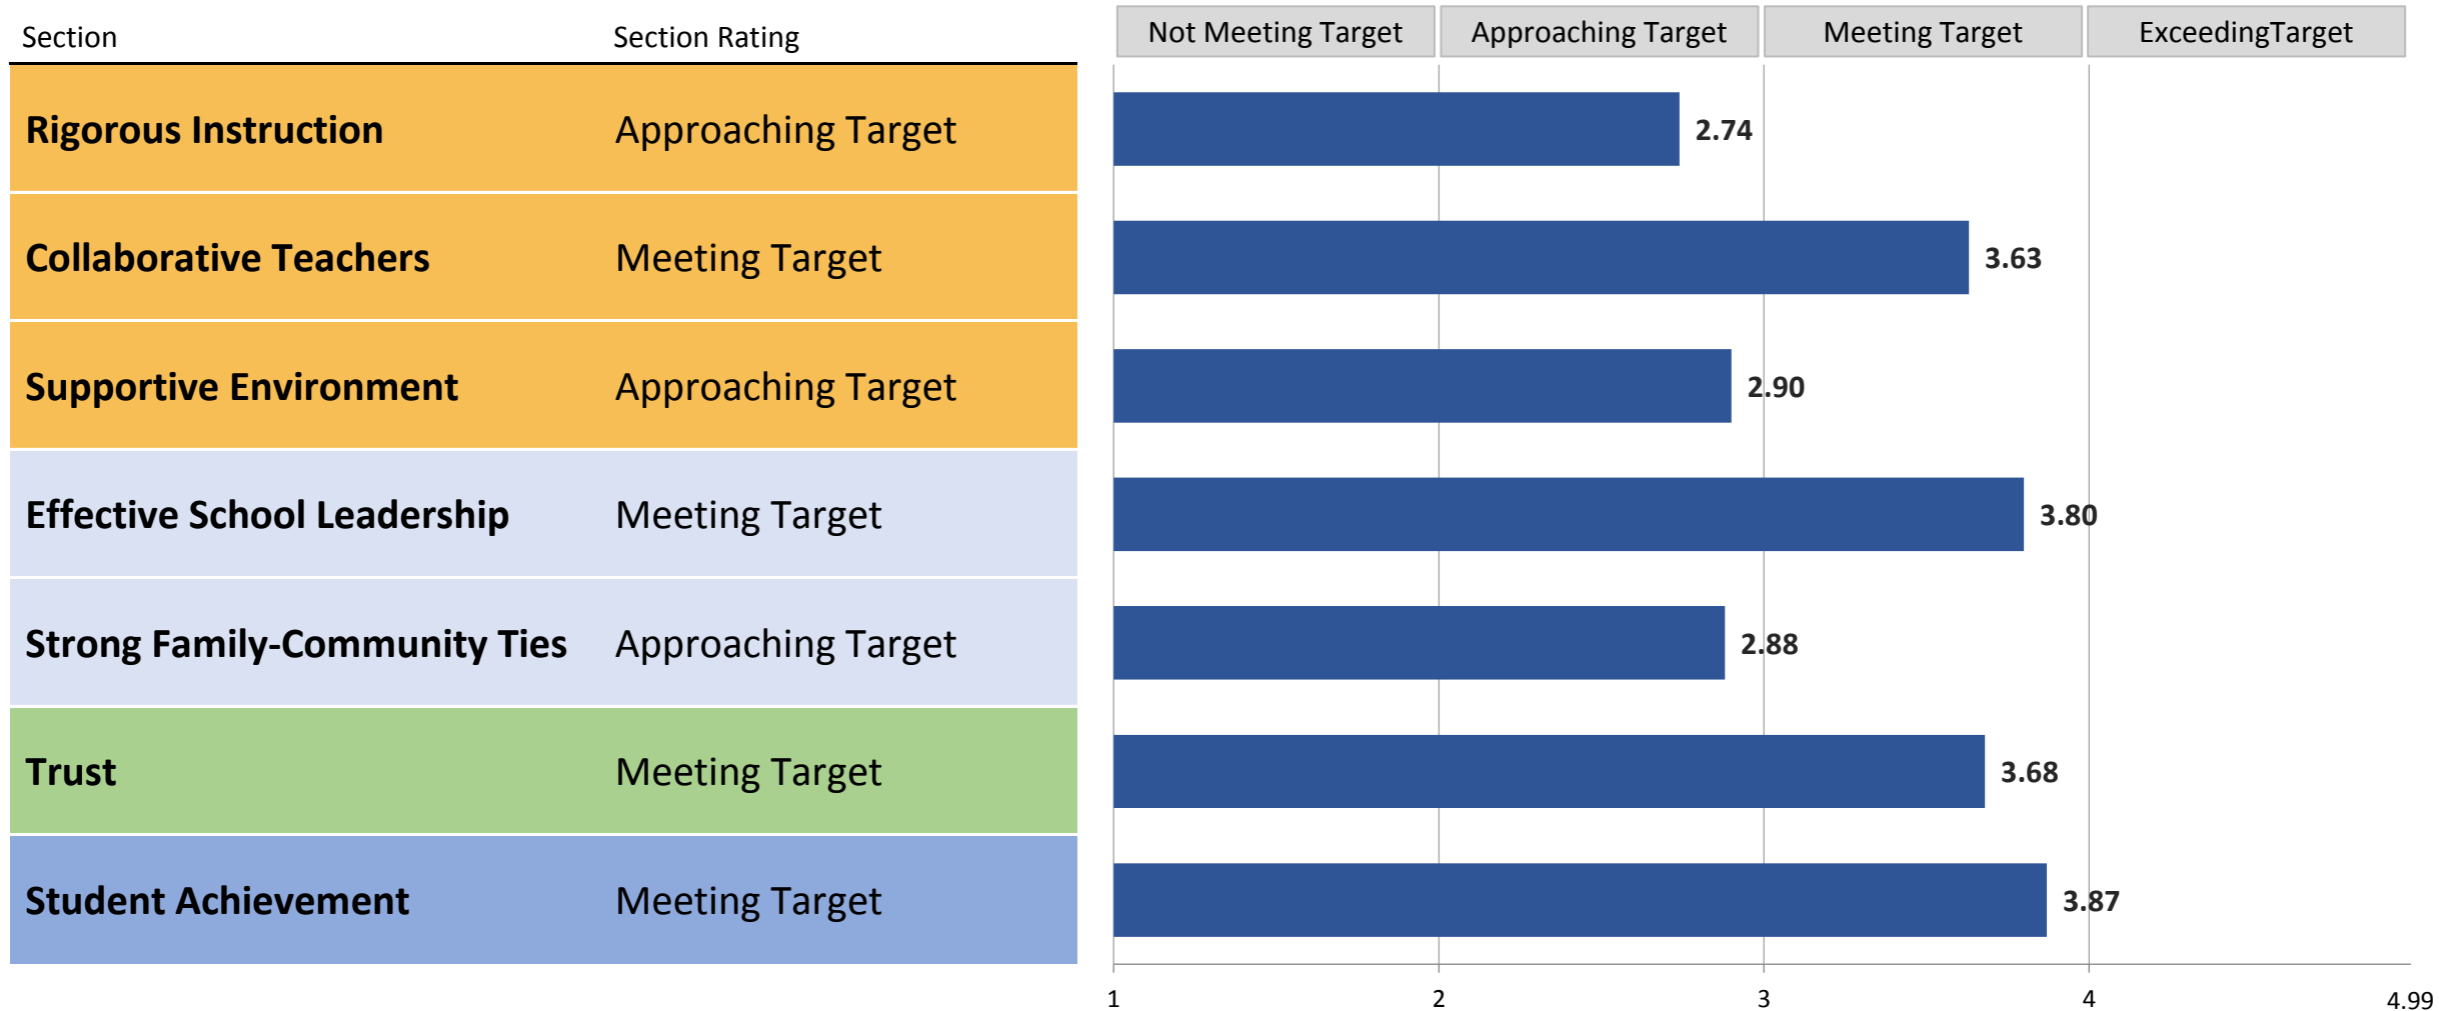 Section Section Rating Not Meeting Target Approaching Target Meeting Target ExceedingTarget
Rigorous Instruction Approaching Target 2.74
Collaborative Teachers Meeting Target 3.63
Supportive Environment Approaching Target 2.90
Effective School Leadership Meeting Target 3.80
Strong Family-Community Ties Approaching Target 2.88
Trust Meeting Target 3.68
Student Achievement Meeting Target 3.87
1 2 3 4 4.99